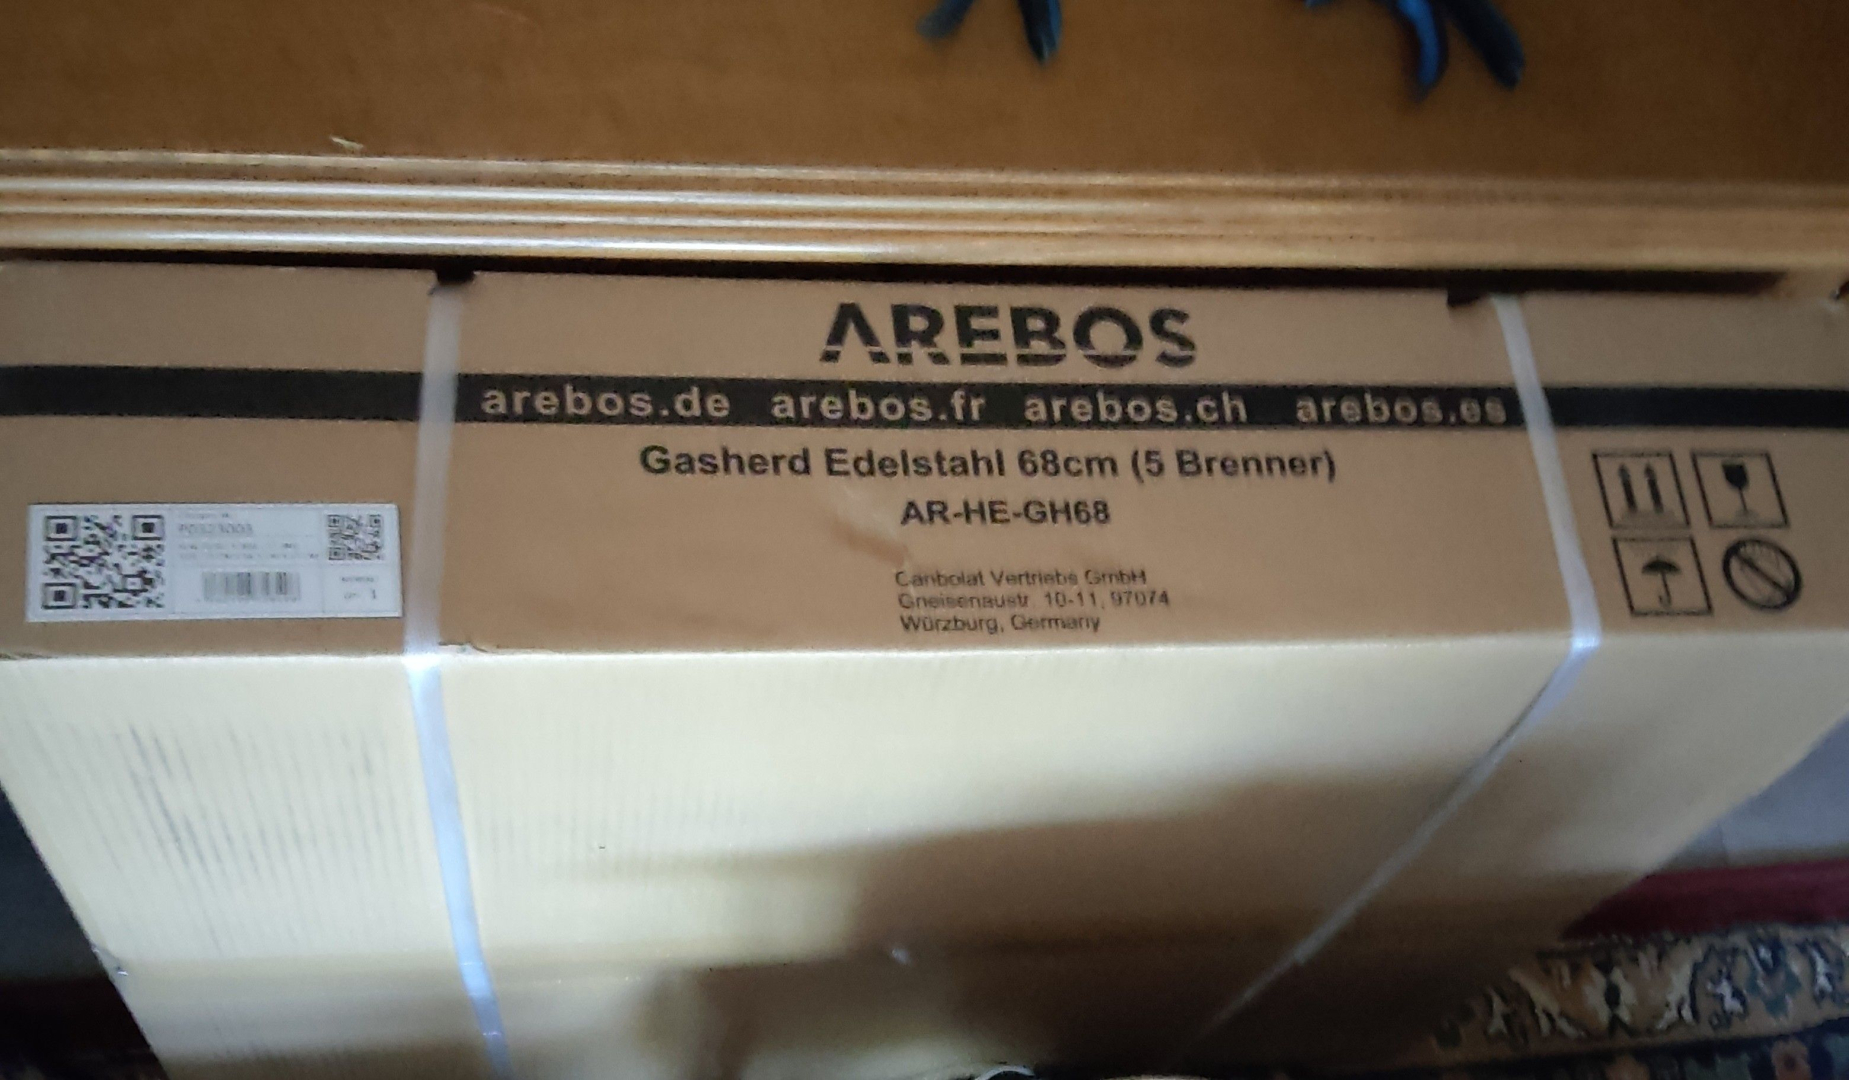 AREBOS
arebos.de arebos.fr arebos.ch arebos.es
Gasherd Edelstahl 68cm (5 Brenner)
AR-HE-GH68
Canbolat Vertriebs GmbH
Gneisenaustr. 10-11, 97074
Würzburg, Germany